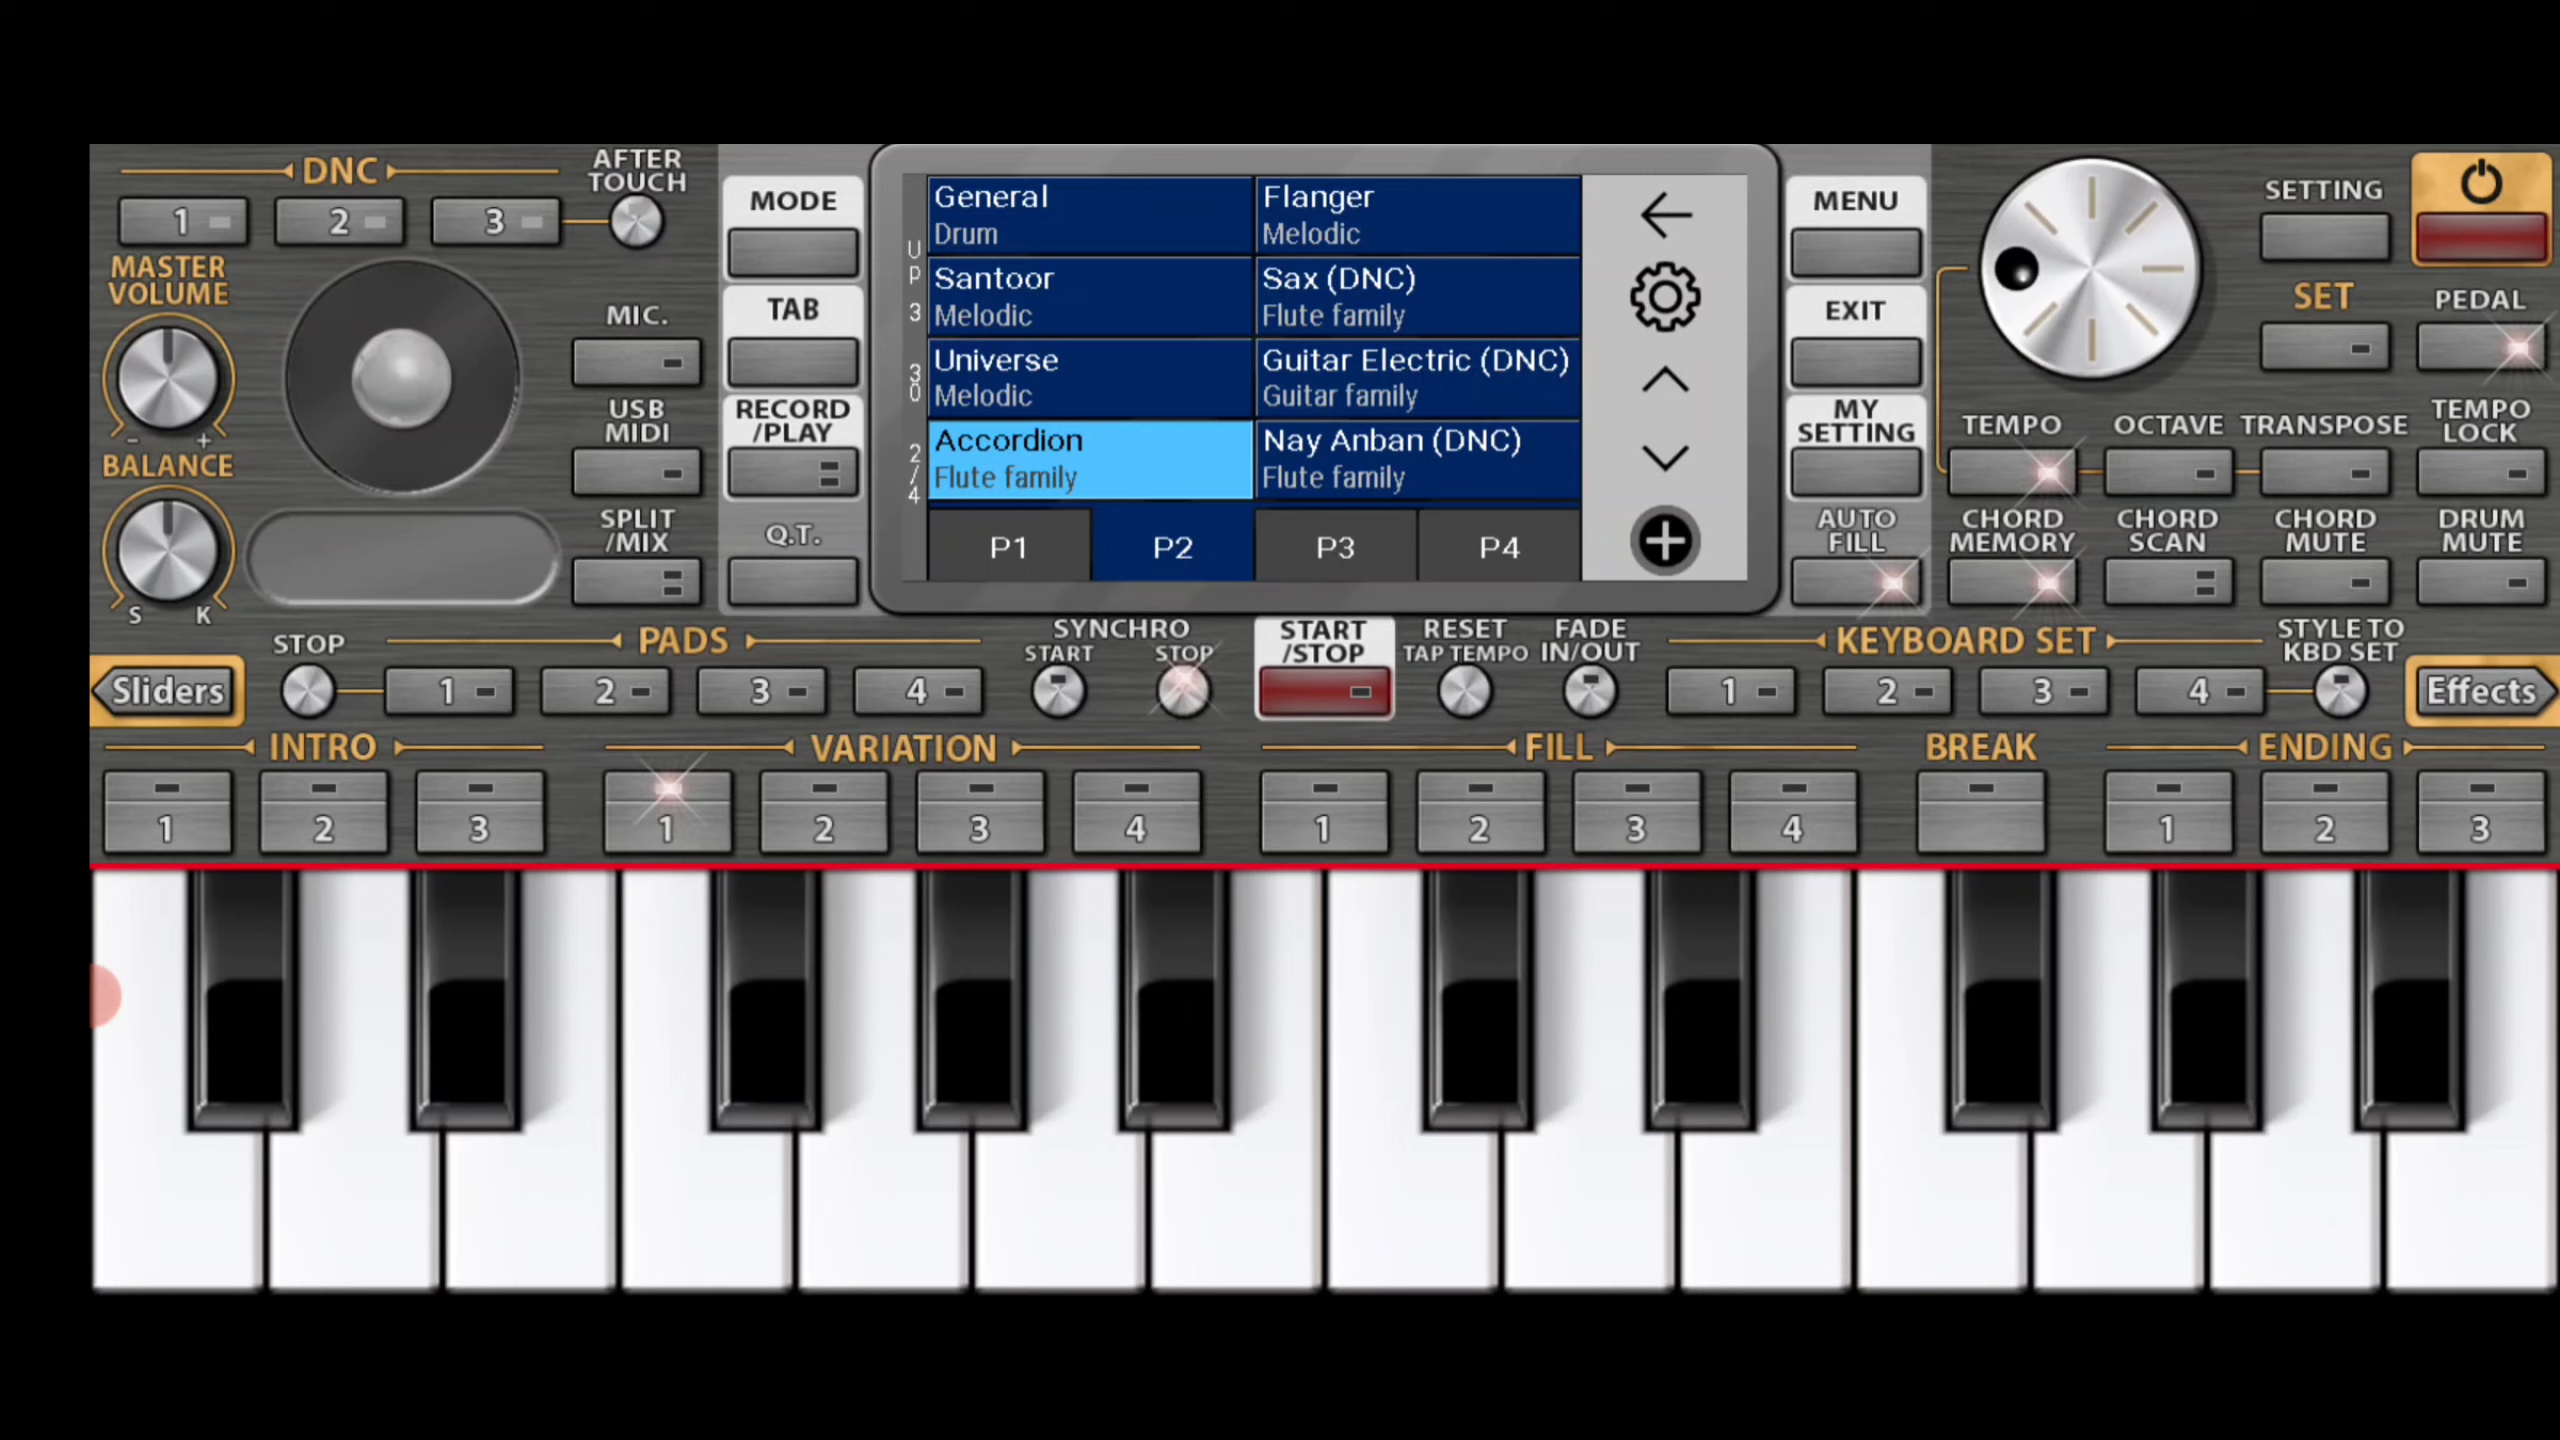 DNC
1 2 3
AFTER
TOUCH
MASTER
VOLUME
- +
BALANCE
S K
MIC.
USB
MIDI
SPLIT
/MIX
MODE
TAB
RECORD
/PLAY
Q.T.
UP 3
30
2/4
General
Drum
Flanger
Melodic
Santoor
Melodic
Sax (DNC)
Flute family
Universe
Melodic
Guitar Electric (DNC)
Guitar family
Accordion
Flute family
Nay Anban (DNC)
Flute family
P1 P2 P3 P4
MENU
EXIT
MY
SETTING
AUTO
FILL
SETTING
SET
PEDAL
TEMPO
OCTAVE
TRANSPOSE
TEMPO
LOCK
CHORD
MEMORY
CHORD
SCAN
CHORD
MUTE
DRUM
MUTE
Sliders
STOP
PADS
1 2 3 4
SYNCHRO
START STOP
START
/STOP
RESET
TAP TEMPO
FADE
IN/OUT
KEYBOARD SET
1 2 3 4
STYLE TO
KBD SET
Effects
INTRO
1 2 3
VARIATION
1 2 3 4
FILL
1 2 3 4
BREAK
ENDING
1 2 3